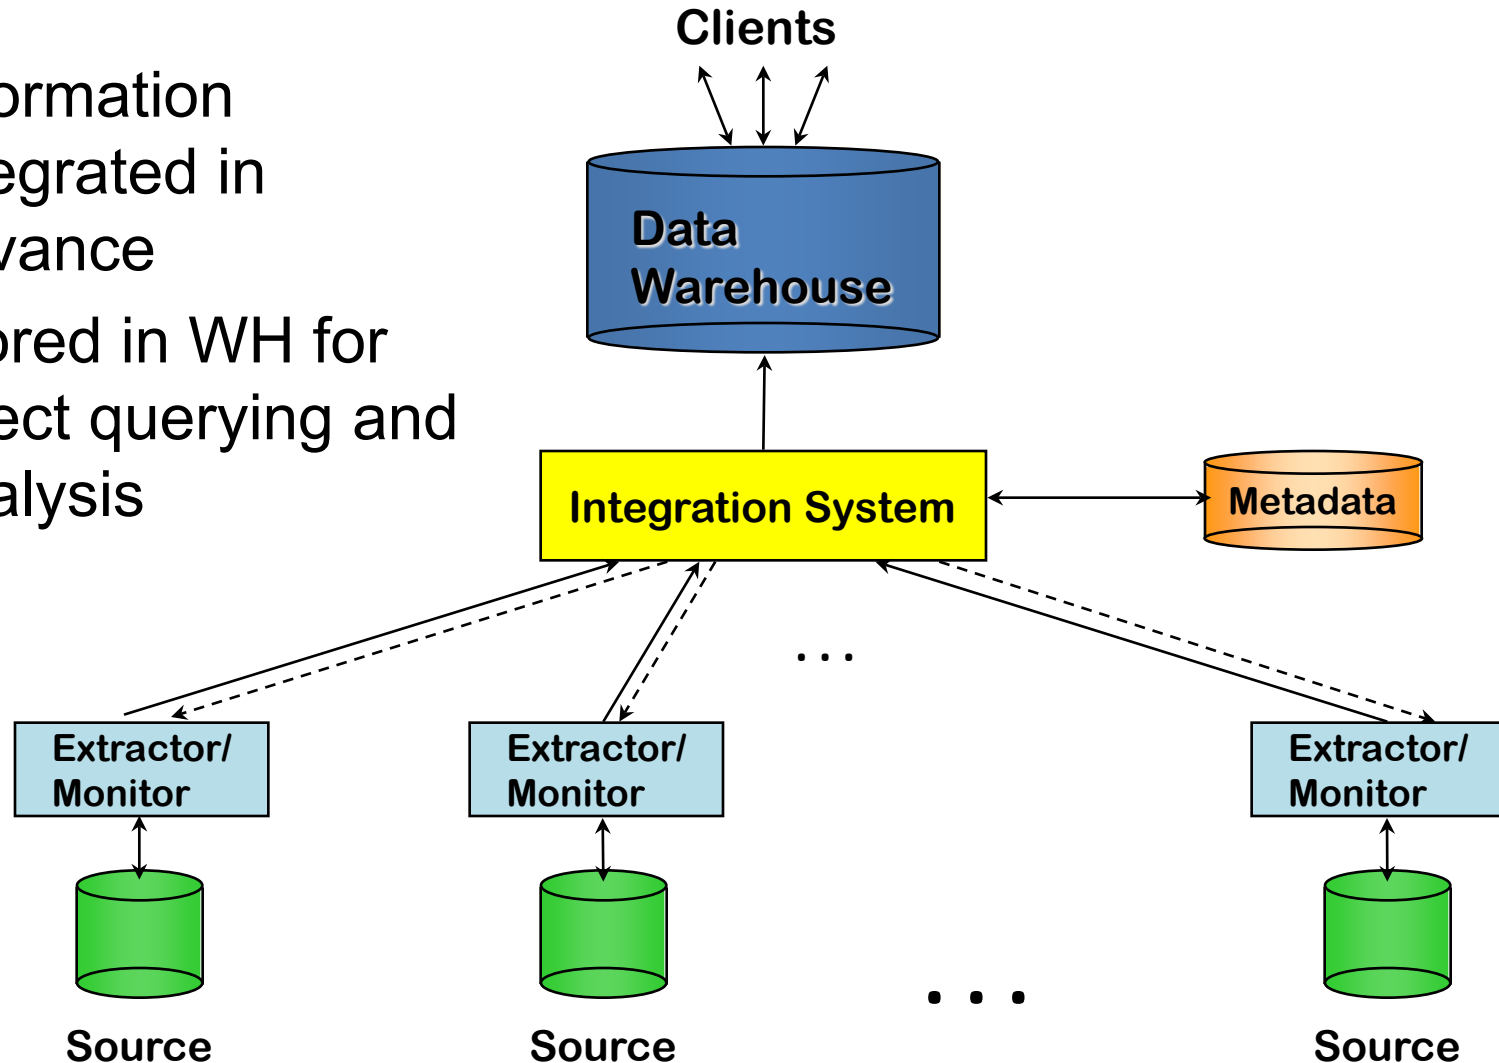 Clients
ormation
egrated in
vance
ored in WH for
ect querying and
alysis
Data
Warehouse
Integration System
Metadata
. . .
Extractor/
Monitor
Extractor/
Monitor
Extractor/
Monitor
. . .
Source
Source
Source